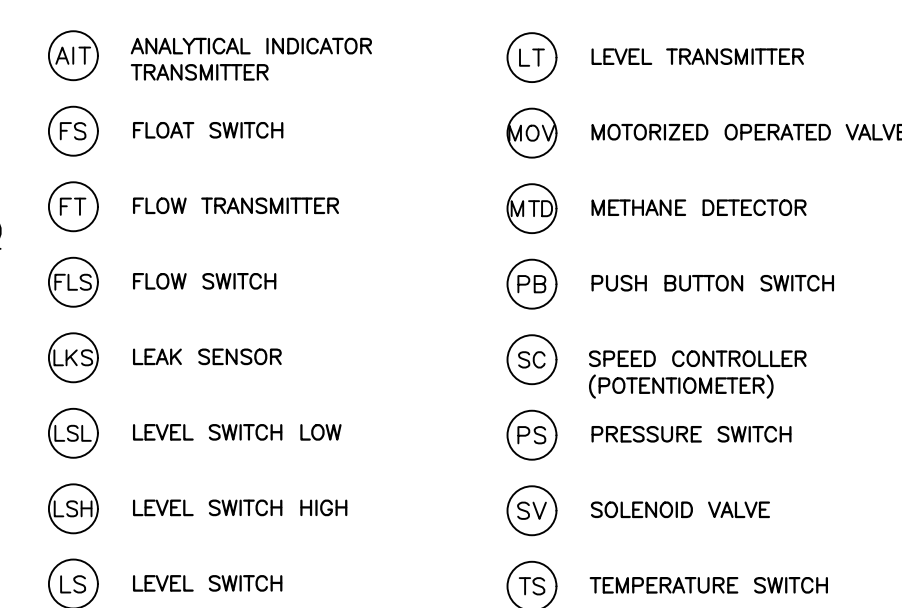 AIT ANALYTICAL INDICATOR
TRANSMITTER
FS FLOAT SWITCH
FT FLOW TRANSMITTER
FLS FLOW SWITCH
LKS LEAK SENSOR
LSL LEVEL SWITCH LOW
LSH LEVEL SWITCH HIGH
LS LEVEL SWITCH
LT LEVEL TRANSMITTER
MOV MOTORIZED OPERATED VALVE
MTD METHANE DETECTOR
PB PUSH BUTTON SWITCH
SC SPEED CONTROLLER
(POTENTIOMETER)
PS PRESSURE SWITCH
SV SOLENOID VALVE
TS TEMPERATURE SWITCH